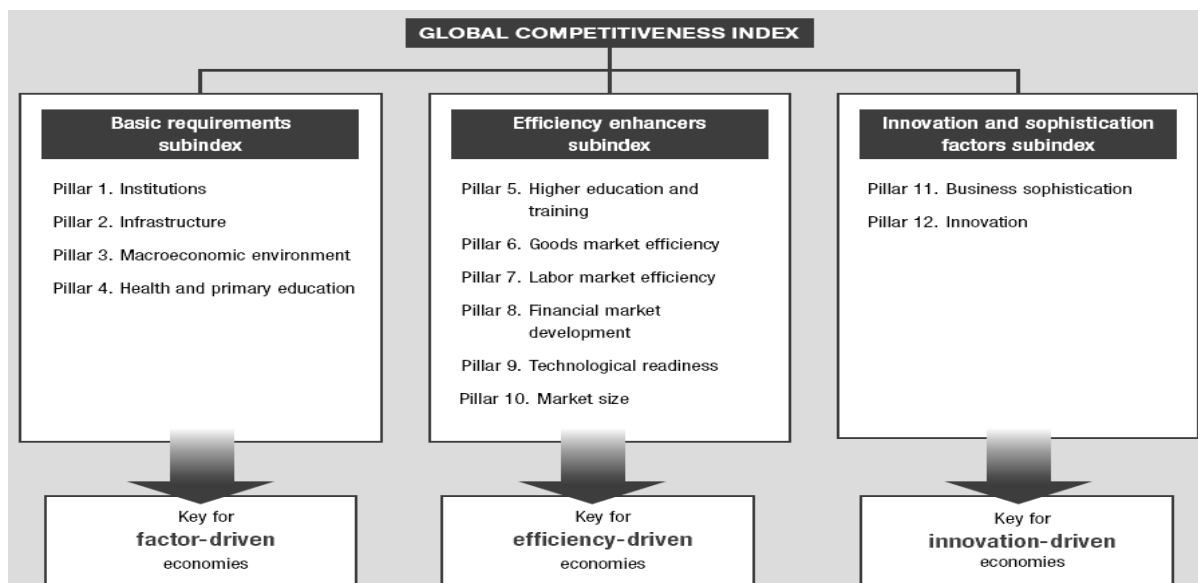 GLOBAL COMPETITIVENESS INDEX
Basic requirements
subindex
Pillar 1. Institutions
Pillar 2. Infrastructure
Pillar 3. Macroeconomic environment
Pillar 4. Health and primary education
Key for
factor-driven
economies
Efficiency enhancers
subindex
Pillar 5. Higher education and
training
Pillar 6. Goods market efficiency
Pillar 7. Labor market efficiency
Pillar 8. Financial market
development
Pillar 9. Technological readiness
Pillar 10. Market size
Key for
efficiency-driven
economies
Innovation and sophistication
factors subindex
Pillar 11. Business sophistication
Pillar 12. Innovation
Key for
innovation-driven
economies